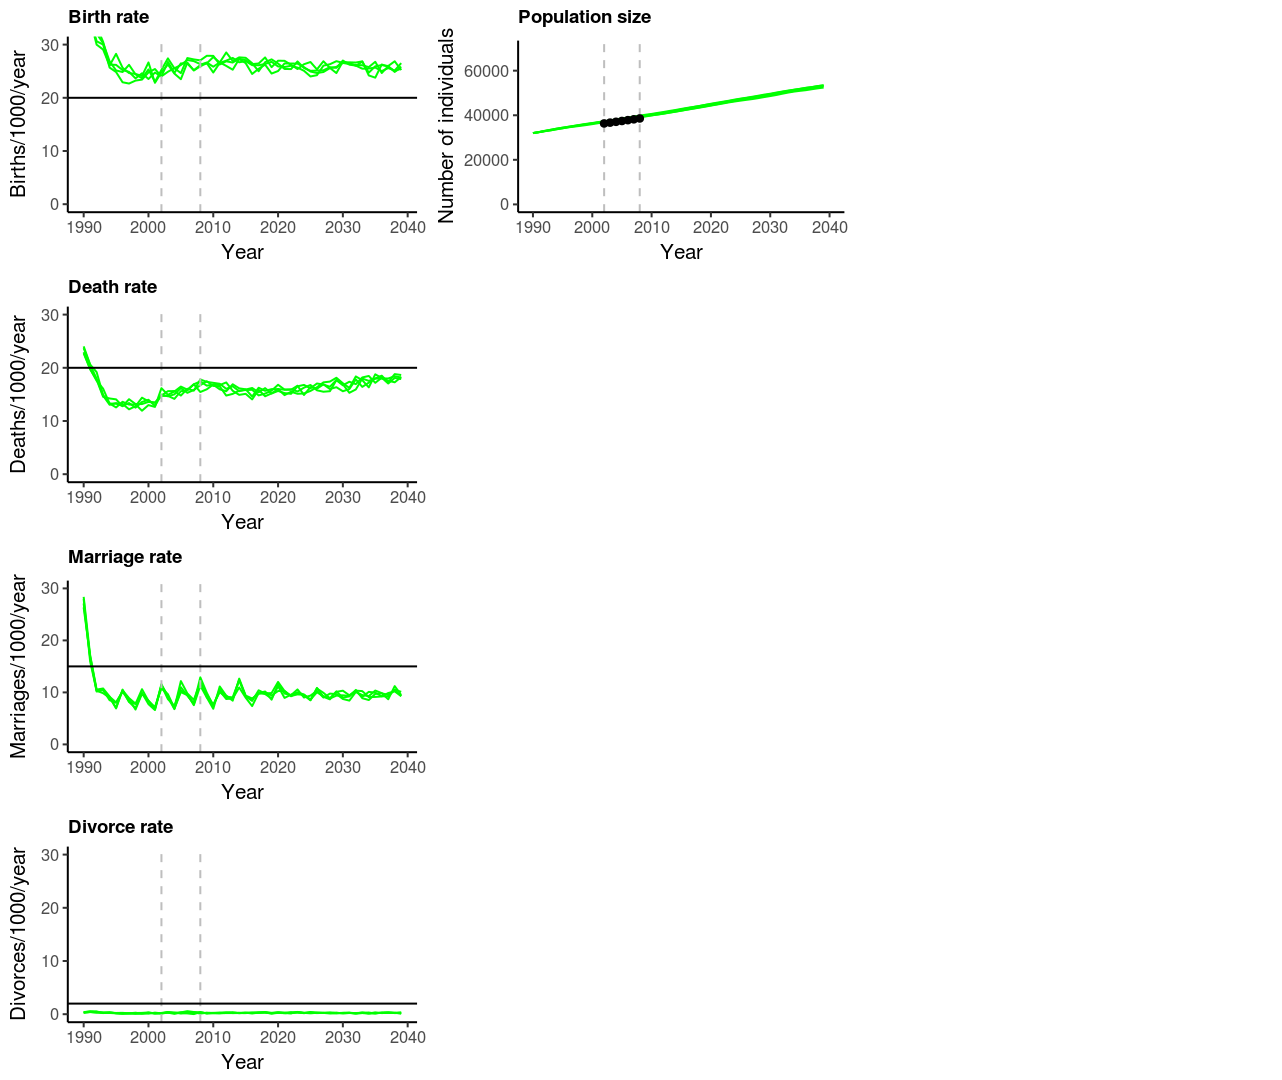 Birth rate
Births/1000/year
30
20
10
0
1990 2000 2010 2020 2030 2040
Year
Population size
Number of individuals
60000
40000
20000
0
1990 2000 2010 2020 2030 2040
Year
Death rate
Deaths/1000/year
30
20
10
0
1990 2000 2010 2020 2030 2040
Year
Marriage rate
Marriages/1000/year
30
20
10
0
1990 2000 2010 2020 2030 2040
Year
Divorce rate
Divorces/1000/year
30
20
10
0
1990 2000 2010 2020 2030 2040
Year